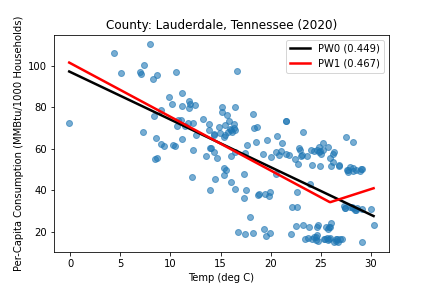 County: Lauderdale, Tennessee (2020)
PW0 (0.449)
PW1 (0.467)
Per-Capita Consumption (MMBtu/1000 Households)
100
80
60
40
20
0 5 10 15 20 25 30
Temp (deg C)